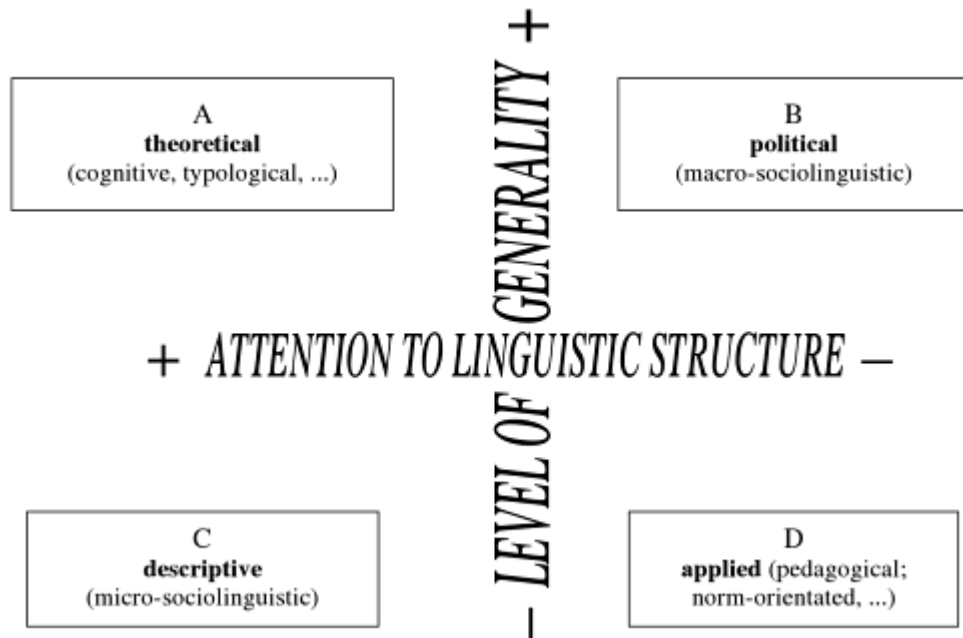 +
A
theoretical
(cognitive, typological, ...)
B
political
(macro-sociolinguistic)
+ ATTENTION TO LINGUISTIC STRUCTURE –
– LEVEL OF GENERALITY
C
descriptive
(micro-sociolinguistic)
D
applied (pedagogical;
norm-orientated, ...)